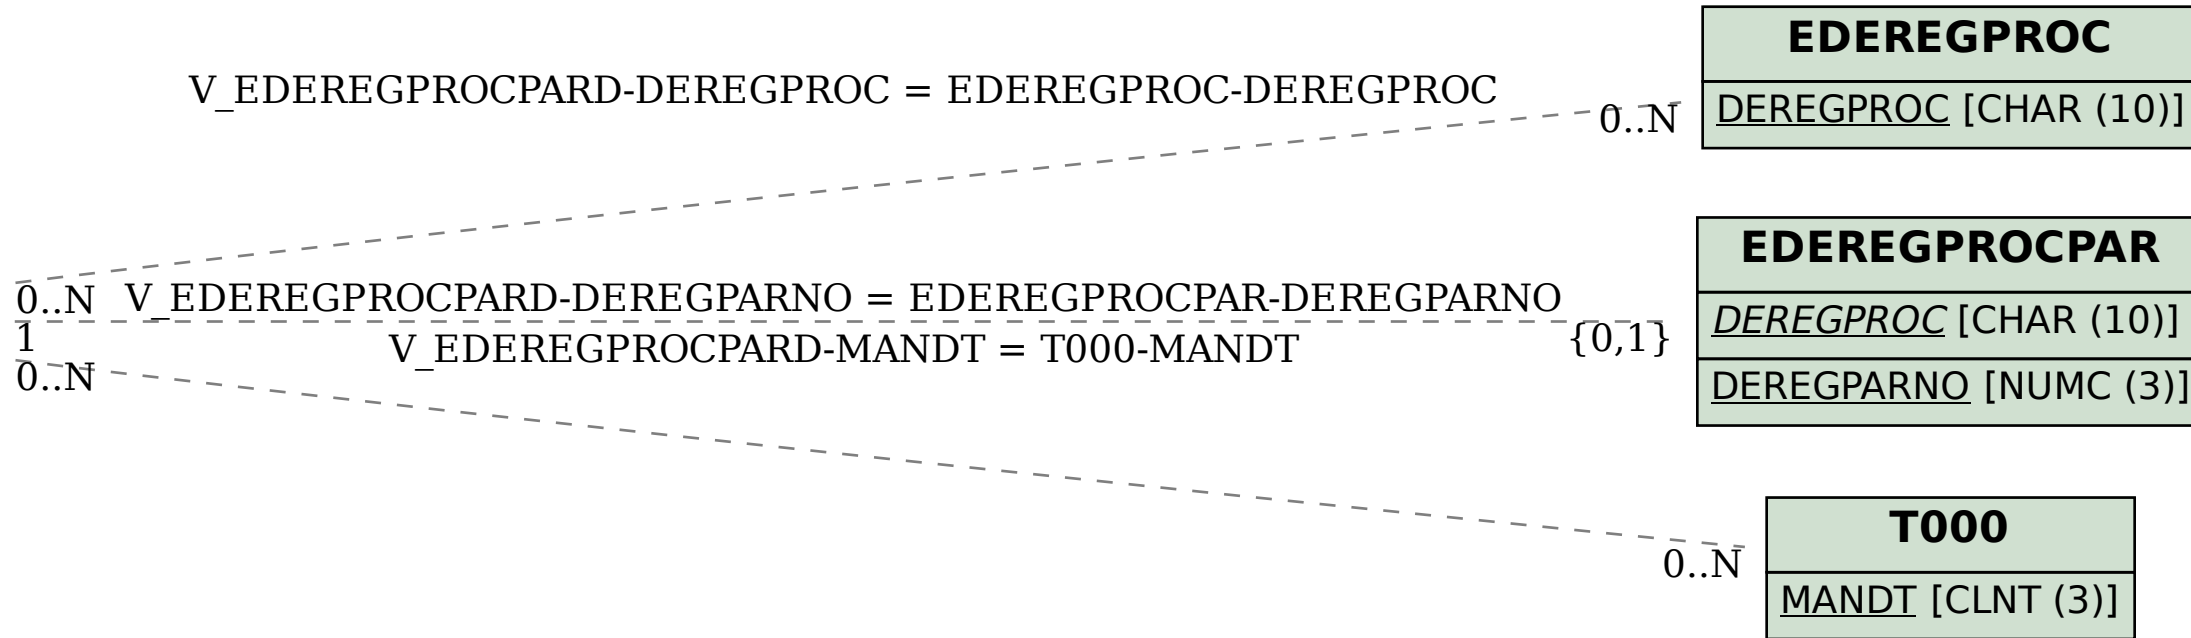 EDEREGPROC
V_EDEREGPROCPARD-DEREGPROC = EDEREGPROC-DEREGPROC
0..N
DEREGPROC [CHAR (10)]
EDEREGPROCPAR
0..N
V_EDEREGPROCPARD-DEREGPARNO = EDEREGPROCPAR-DEREGPARNO
DEREGPROC [CHAR (10)]
1
{0,1}
V_EDEREGPROCPARD-MANDT = T000-MANDT
0..N
DEREGPARNO [NUMC (3)]
T000
0..N
MANDT [CLNT (3)]